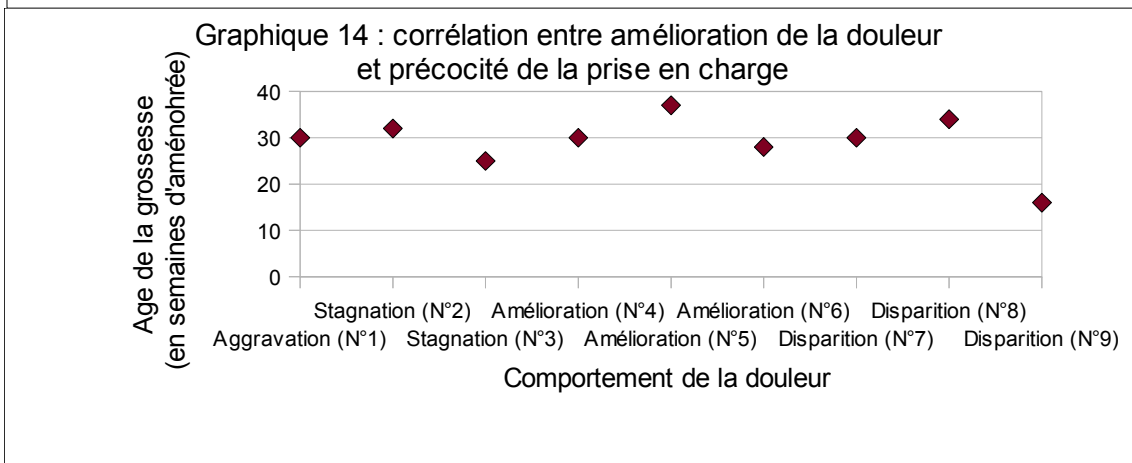 Graphique 14 : corrélation entre amélioration de la douleur
et précocité de la prise en charge
Age de la grossesse
(en semaines d'aménohrée)
40
30
20
10
0
Stagnation (N°2) Amélioration (N°4) Amélioration (N°6) Disparition (N°8)
Aggravation (N°1) Stagnation (N°3) Amélioration (N°5) Disparition (N°7) Disparition (N°9)
Comportement de la douleur